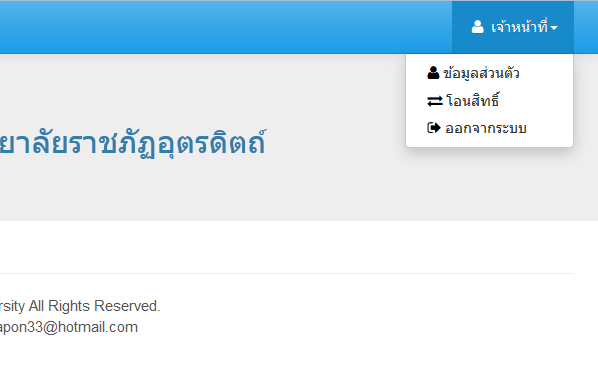 เจ้าหน้าที่
ข้อมูลส่วนตัว
โอนสิทธิ์
ออกจากระบบ
ยาลัยราชภัฏอุตรดิตถ์
rsity All Rights Reserved.
apon33@hotmail.com